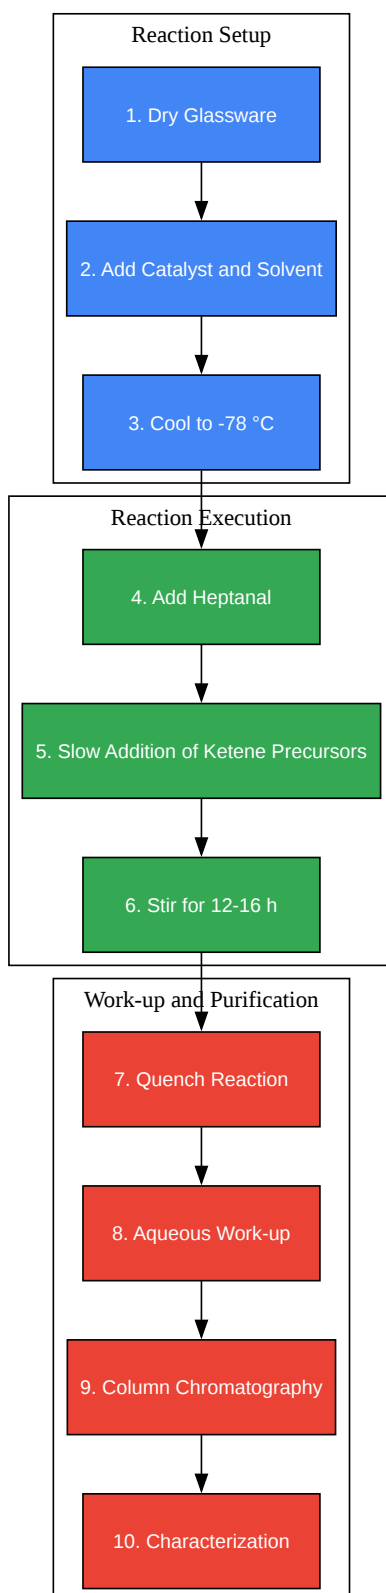 Reaction Setup
1. Dry Glassware
2. Add Catalyst and Solvent
3. Cool to -78 °C
Reaction Execution
4. Add Heptanal
5. Slow Addition of Ketene Precursors
6. Stir for 12-16 h
Work-up and Purification
7. Quench Reaction
8. Aqueous Work-up
9. Column Chromatography
10. Characterization